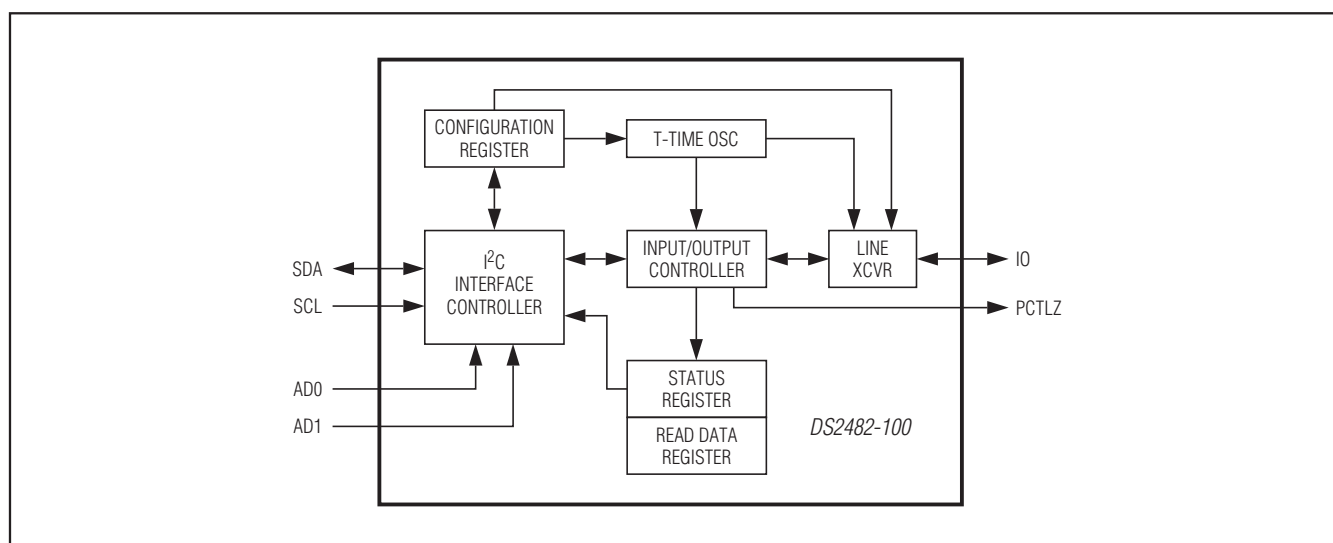 CONFIGURATION
REGISTER
T-TIME OSC
SDA
SCL
AD0
AD1
I²C
INTERFACE
CONTROLLER
INPUT/OUTPUT
CONTROLLER
LINE
XCVR
IO
PCTLZ
STATUS
REGISTER
READ DATA
REGISTER
DS2482-100